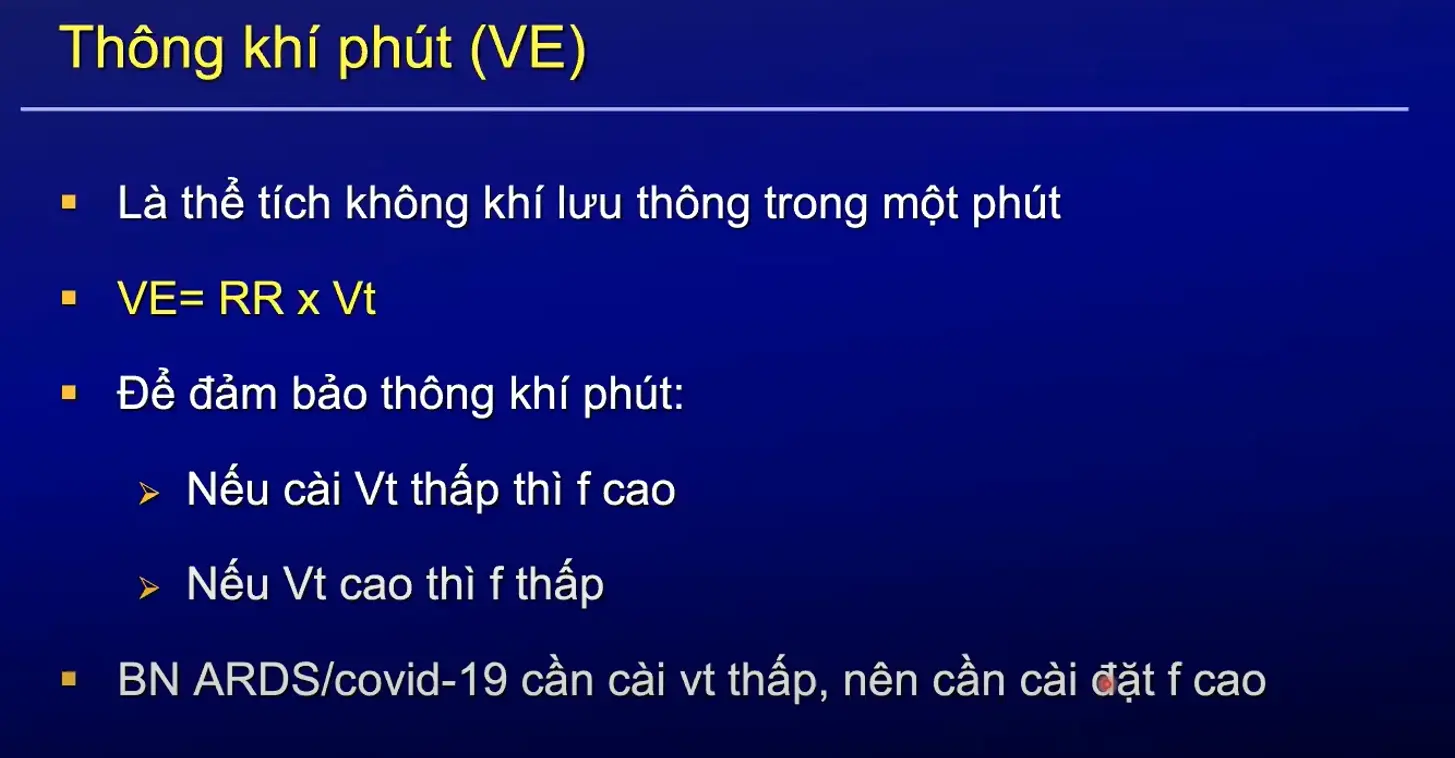 Thông khí phút (VE)
Là thể tích không khí lưu thông trong một phút
VE= RR x Vt
Để đảm bảo thông khí phút:
Nếu cài Vt thấp thì f cao
Nếu Vt cao thì f thấp
BN ARDS/covid-19 cần cài vt thấp, nên cần cài đặt f cao